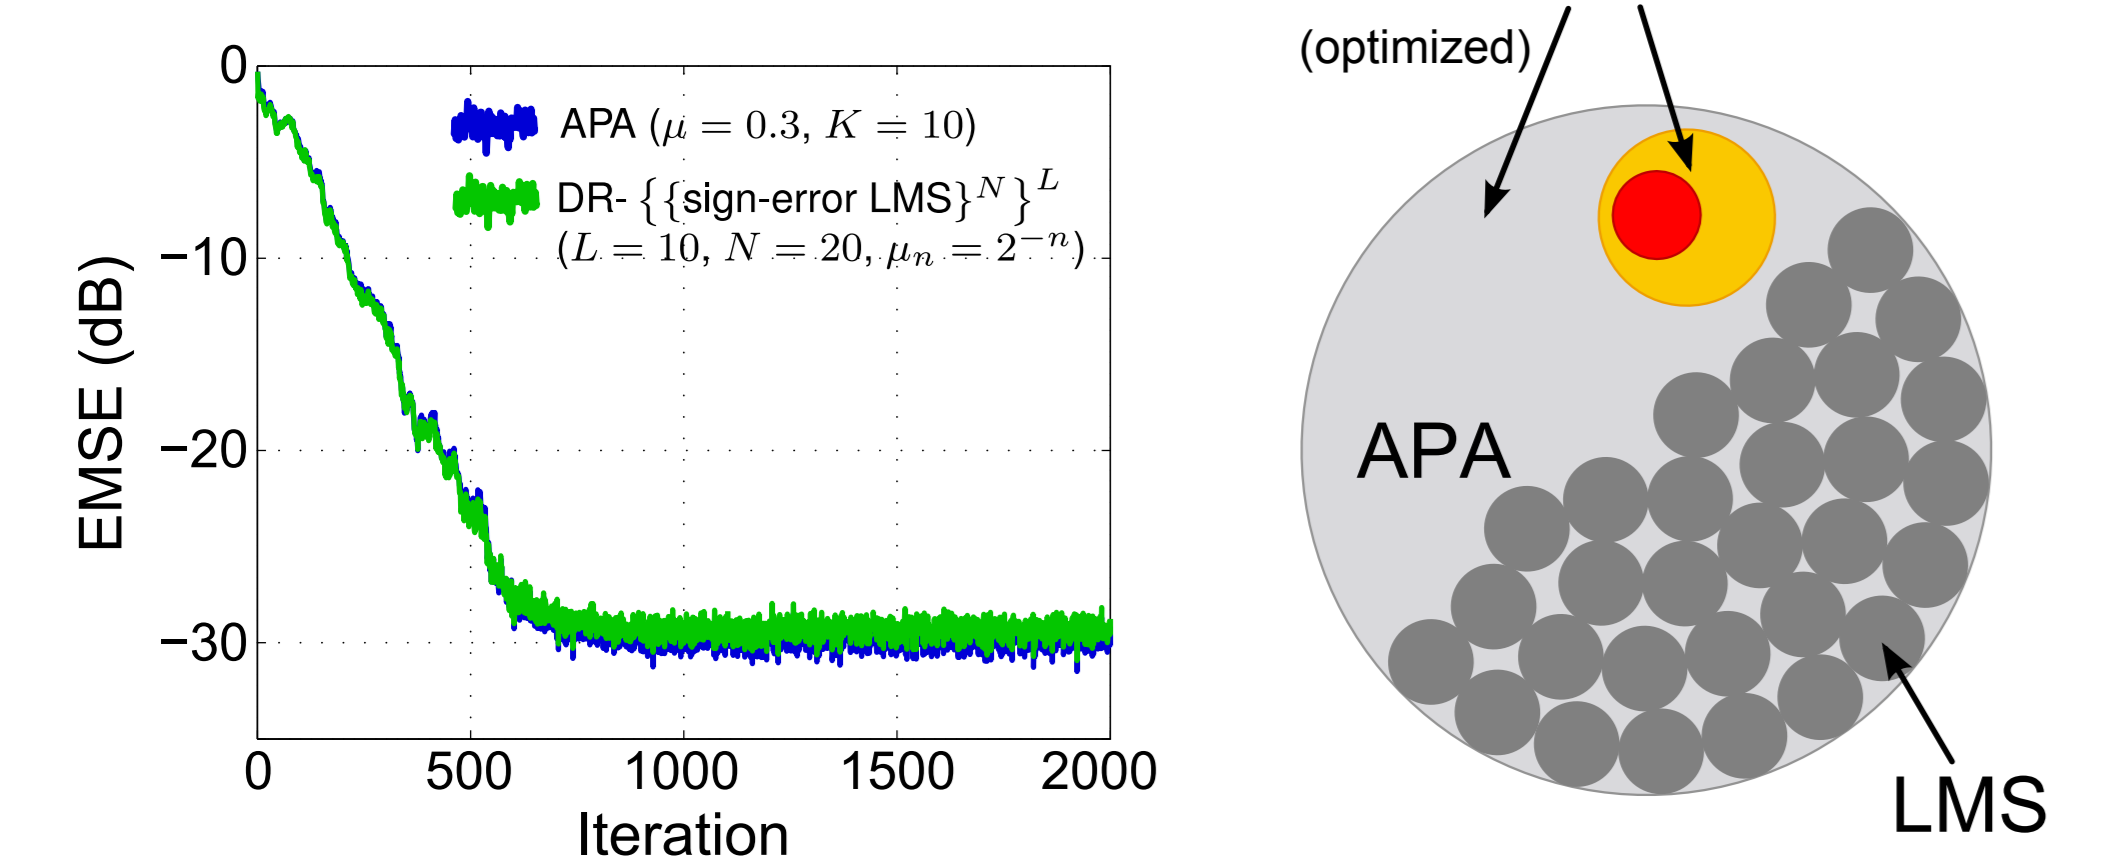 0
−10
−20
−30
EMSE (dB)
APA (μ = 0.3, K = 10)
DR- {{sign-error LMS}^N}^L
(L = 10, N = 20, μ_n = 2^{−n})
0 500 1000 1500 2000
Iteration
(optimized)
APA
LMS